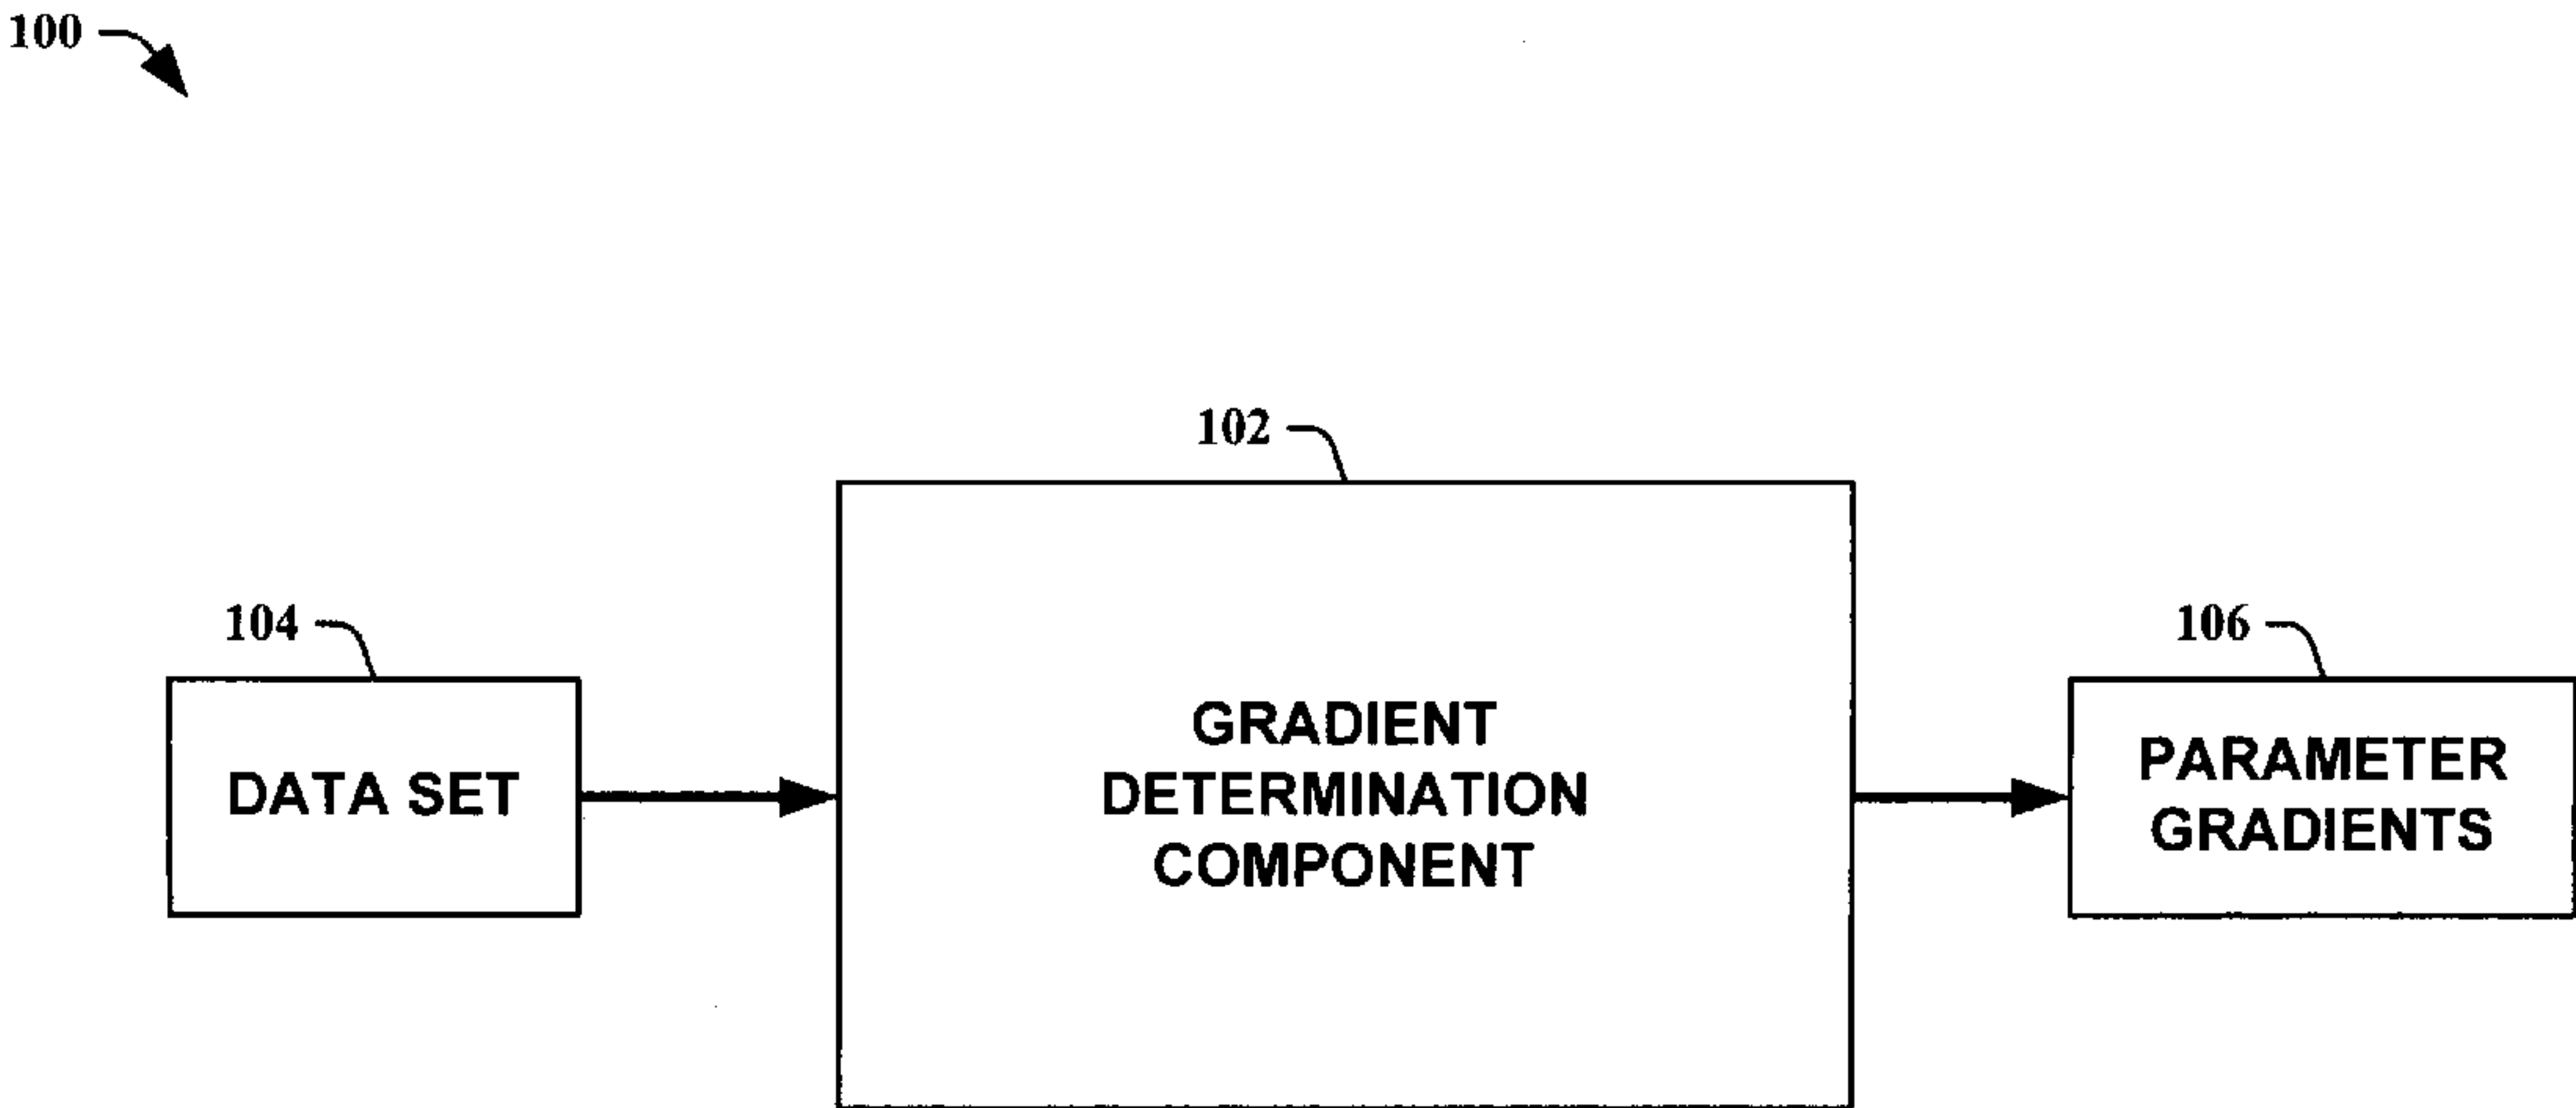 100
102
104
106
DATA SET
GRADIENT
DETERMINATION
COMPONENT
PARAMETER
GRADIENTS